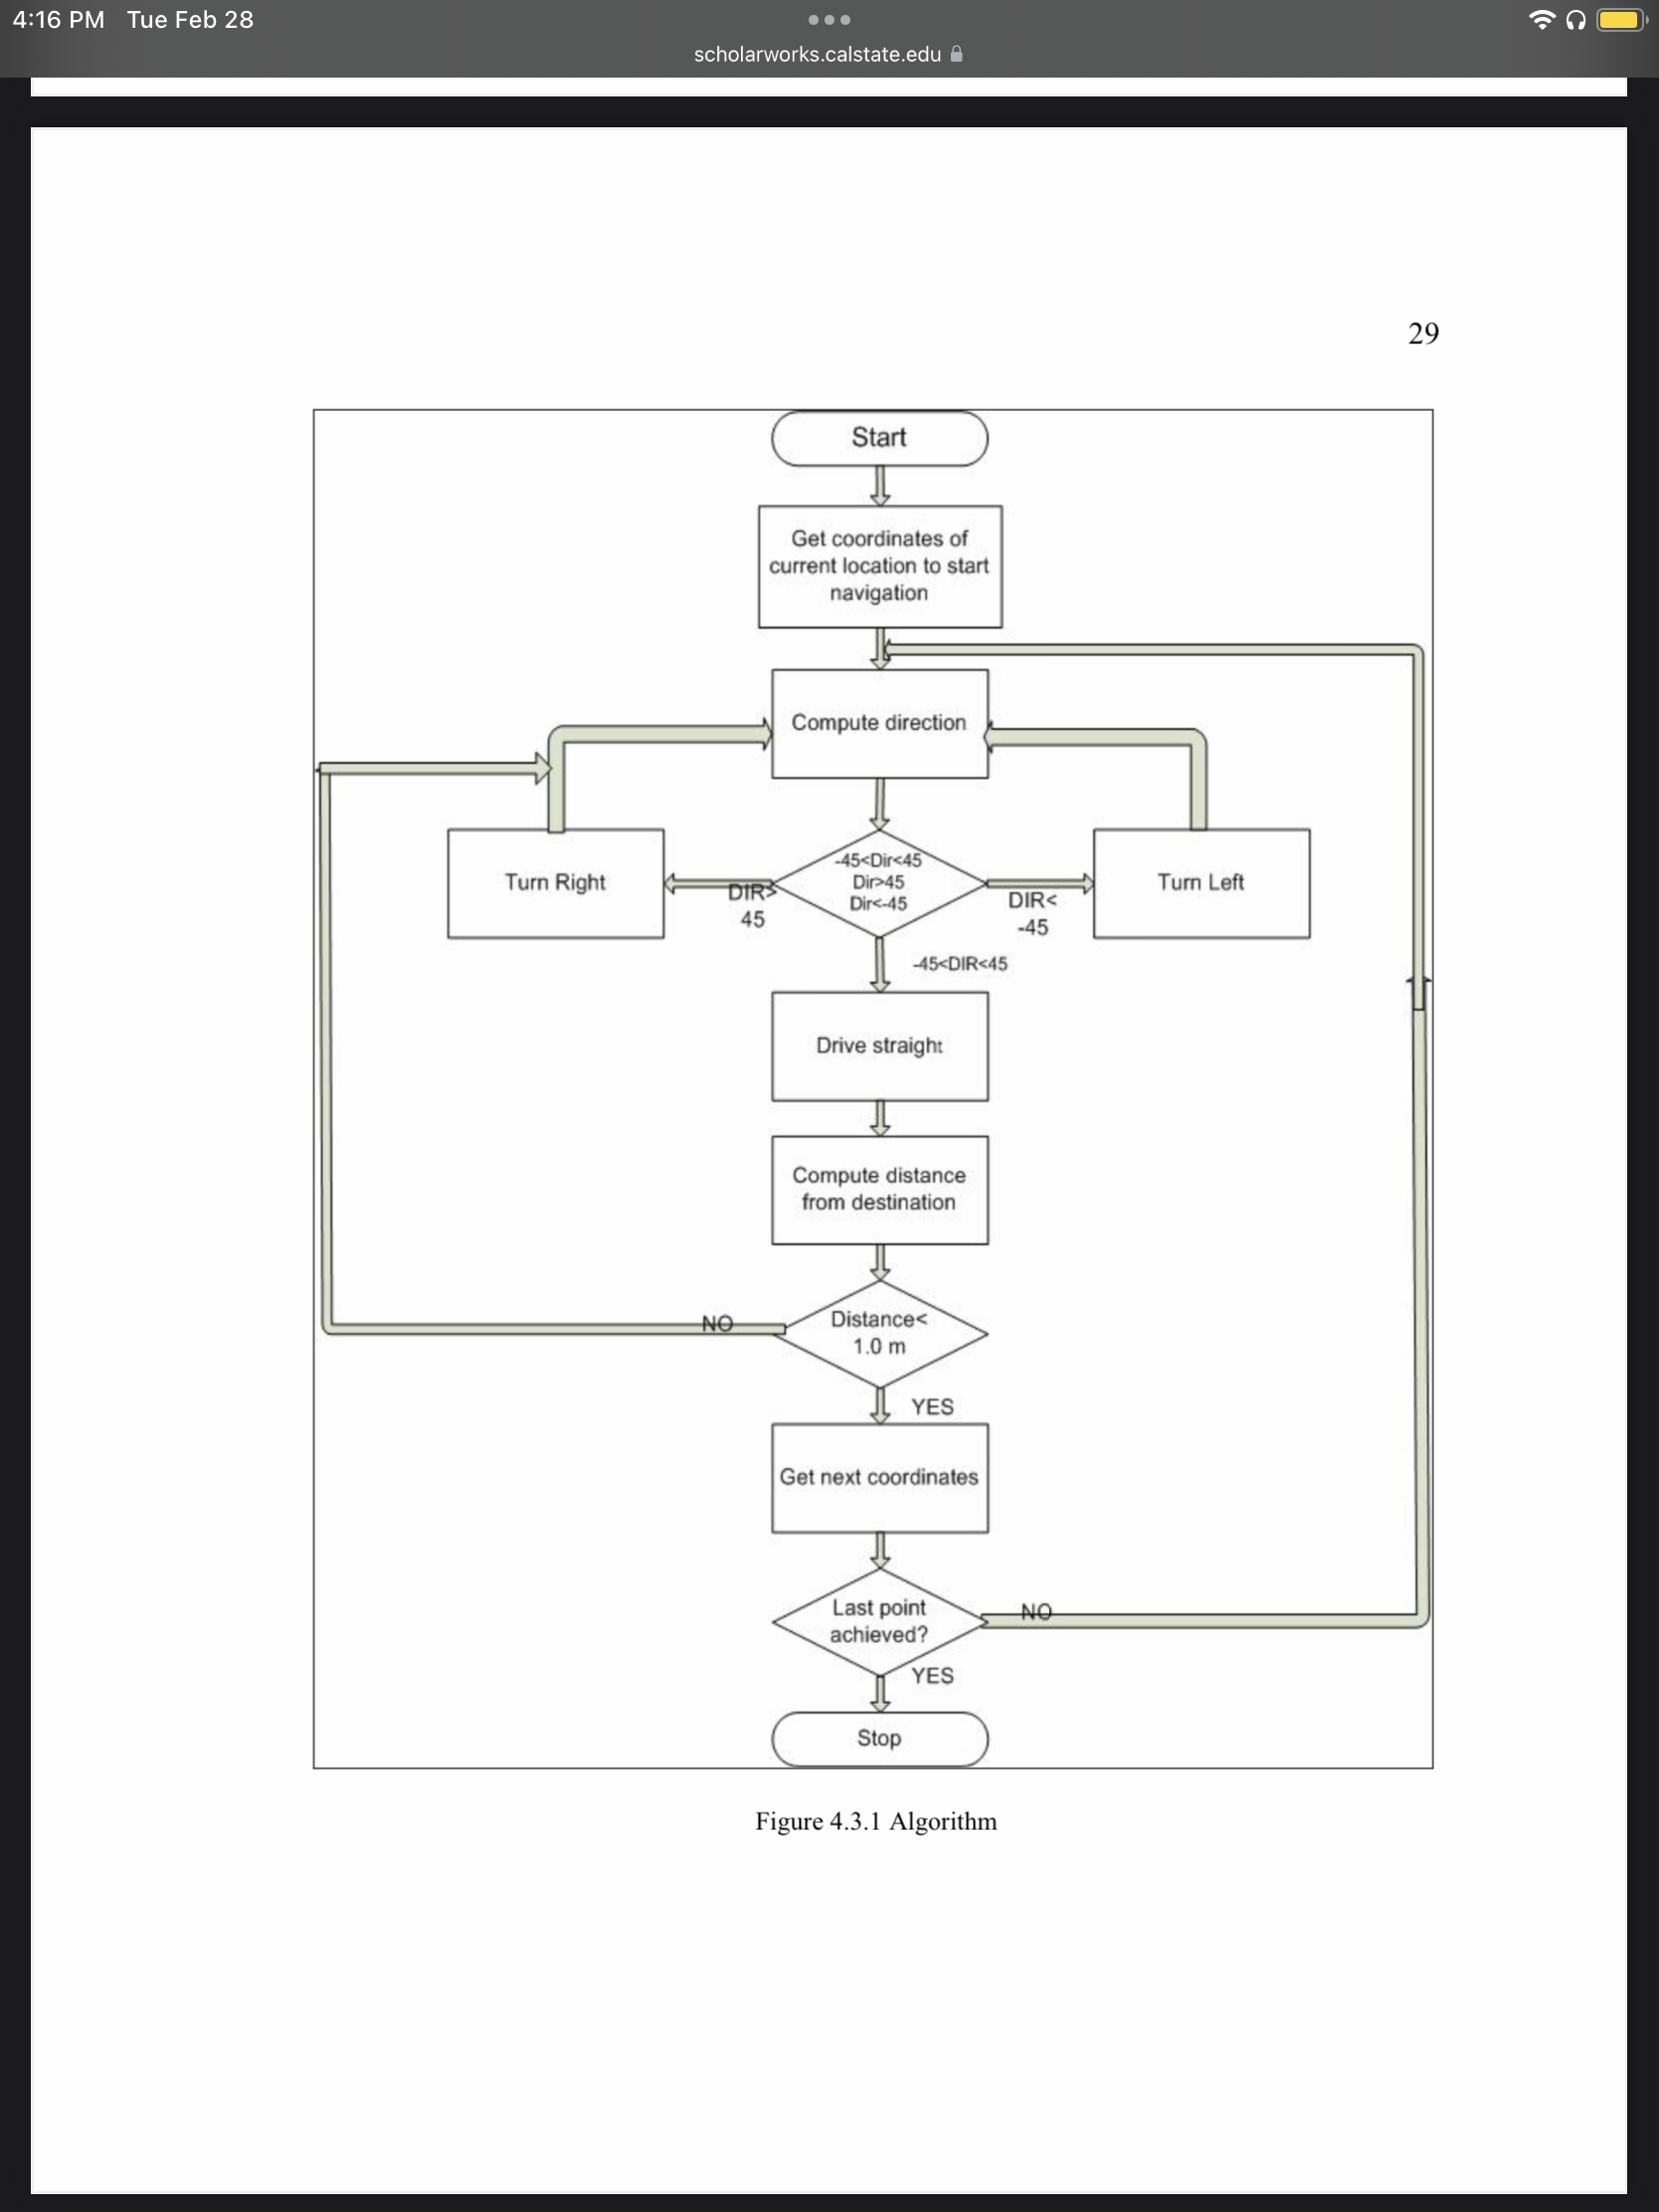 4:16 PM Tue Feb 28
scholarworks.calstate.edu
29
Start
Get coordinates of
current location to start
navigation
Compute direction
Turn Right
DIR>
45
-45<Dir<45
Dir>45
Dir<-45
DIR<
-45
Turn Left
-45<DIR<45
Drive straight
Compute distance
from destination
NO
Distance<
1.0 m
YES
Get next coordinates
Last point
achieved?
NO
YES
Stop
Figure 4.3.1 Algorithm